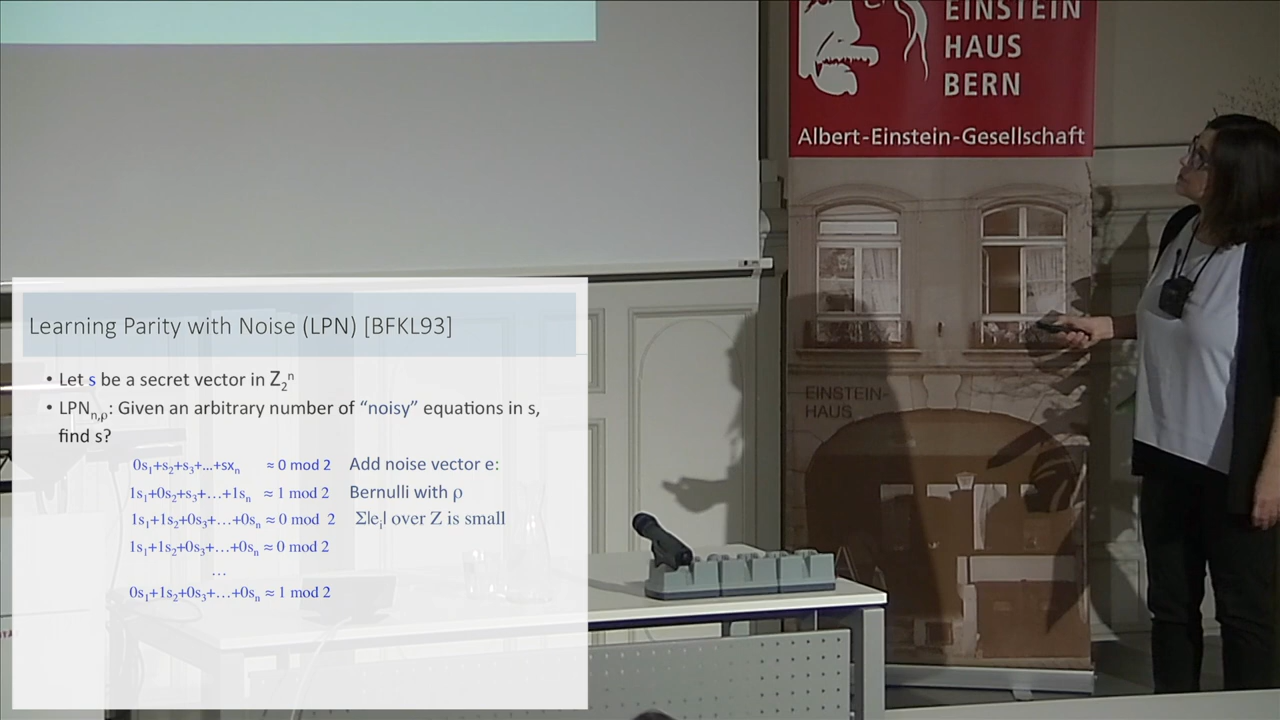 EINSTEIN
HAUS
BERN
Albert-Einstein-Gesellschaft
EINSTEIN-
HAUS
Learning Parity with Noise (LPN) [BFKL93]
• Let s be a secret vector in Z₂ⁿ
• LPNₙ,ᵨ: Given an arbitrary number of “noisy” equations in s,
find s?
0s₁+s₂+s₃+...+sxₙ ≈ 0 mod 2 Add noise vector e:
1s₁+0s₂+s₃+…+1sₙ ≈ 1 mod 2 Bernulli with ρ
1s₁+1s₂+0s₃+…+0sₙ ≈ 0 mod 2 Σ|eᵢ| over Z is small
1s₁+1s₂+0s₃+…+0sₙ ≈ 0 mod 2
…
0s₁+1s₂+0s₃+…+0sₙ ≈ 1 mod 2